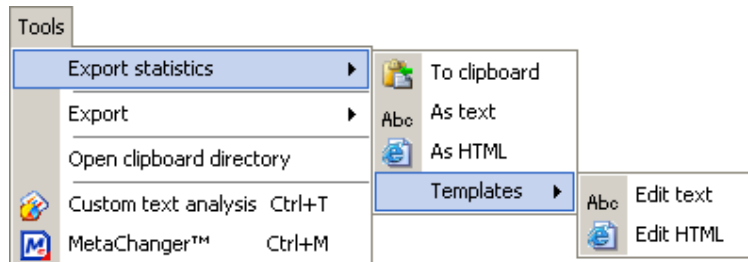 Tools
Export statistics
Export
Open clipboard directory
Custom text analysis Ctrl+T
MetaChanger™ Ctrl+M
To clipboard
Abc As text
As HTML
Templates
Abc Edit text
Edit HTML